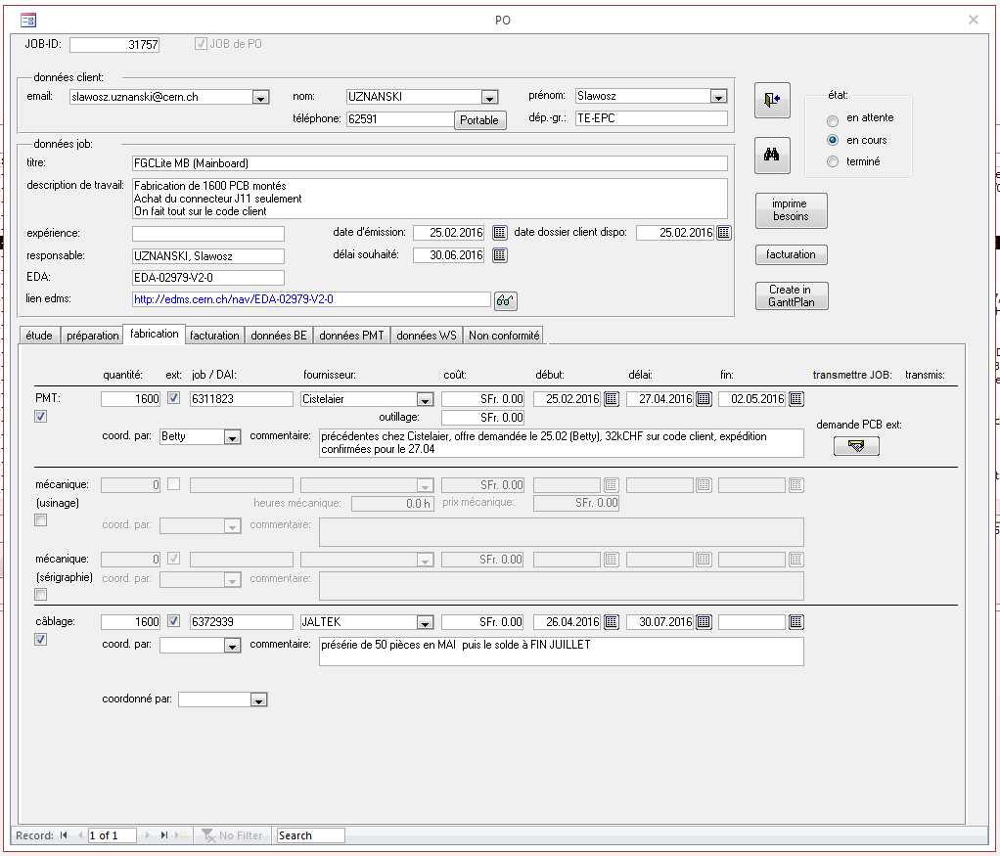 PO
JOB-ID: 31757 JOB de PO
données client:
email: slawosz.uznanski@cern.ch nom: UZNANSKI prénom: Slawosz
téléphone: 62591 Portable dép.-gr.: TE-EPC
état:
en attente
en cours
terminé
données job:
titre: FGCLite MB (Mainboard)
description de travail: Fabrication de 1600 PCB montés
Achat du connecteur J11 seulement
On fait tout sur le code client
imprime
besoins
expérience: date d'émission: 25.02.2016 date dossier client dispo: 25.02.2016
responsable: UZNANSKI, Slawosz délai souhaité: 30.06.2016
facturation
EDA: EDA-02979-V2-0
lien edms: http://edms.cern.ch/nav/EDA-02979-V2-0
Create in
GanttPlan
étude préparation fabrication facturation données BE données PMT données WS Non conformité
quantité: ext: job / DAI: fournisseur: coût: début: délai: fin: transmettre JOB: transmis:
PMT: 1600 6311823 Cistelaier SFr. 0.00 25.02.2016 27.04.2016 02.05.2016
outillage: SFr. 0.00
demande PCB ext:
coord. par: Betty commentaire: précédentes chez Cistelaier, offre demandée le 25.02 (Betty), 32kCHF sur code client, expédition
confirmées pour le 27.04
mécanique: 0 SFr. 0.00
(usinage) heures mécanique: 0.0 h prix mécanique: SFr. 0.00
coord. par: commentaire:
mécanique: 0 SFr. 0.00
(sérigraphie) coord. par: commentaire:
câblage: 1600 6372939 JALTEK SFr. 0.00 26.04.2016 30.07.2016
coord. par: commentaire: présérie de 50 pièces en MAI puis le solde à FIN JUILLET
coordonné par:
Record: 1 of 1 No Filter Search